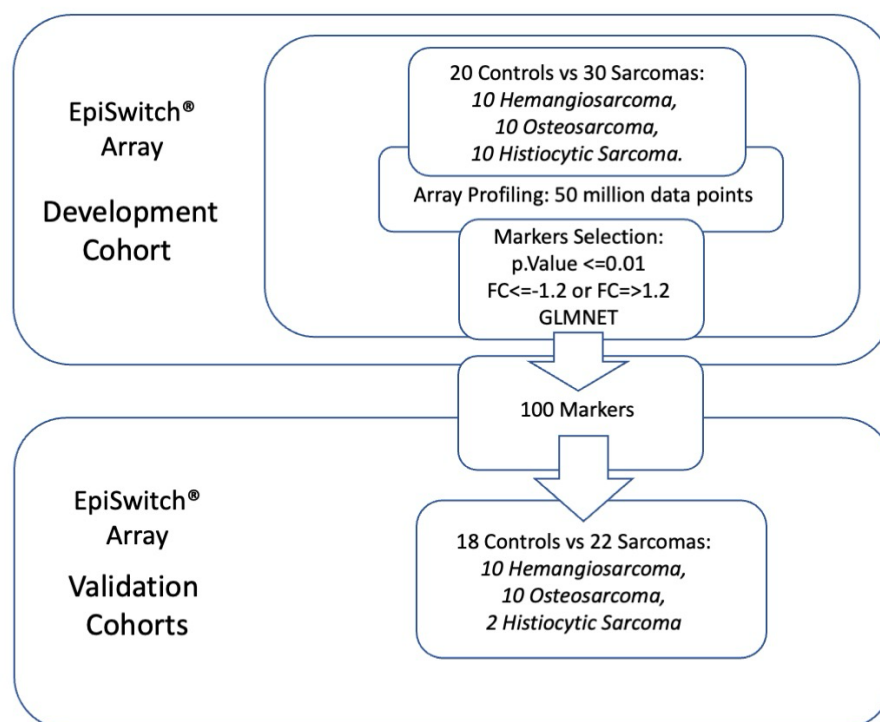 EpiSwitch®
Array
Development
Cohort
20 Controls vs 30 Sarcomas:
10 Hemangiosarcoma,
10 Osteosarcoma,
10 Histiocytic Sarcoma.
Array Profiling: 50 million data points
Markers Selection:
p.Value <=0.01
FC<=-1.2 or FC=>1.2
GLMNET
100 Markers
EpiSwitch®
Array
Validation
Cohorts
18 Controls vs 22 Sarcomas:
10 Hemangiosarcoma,
10 Osteosarcoma,
2 Histiocytic Sarcoma